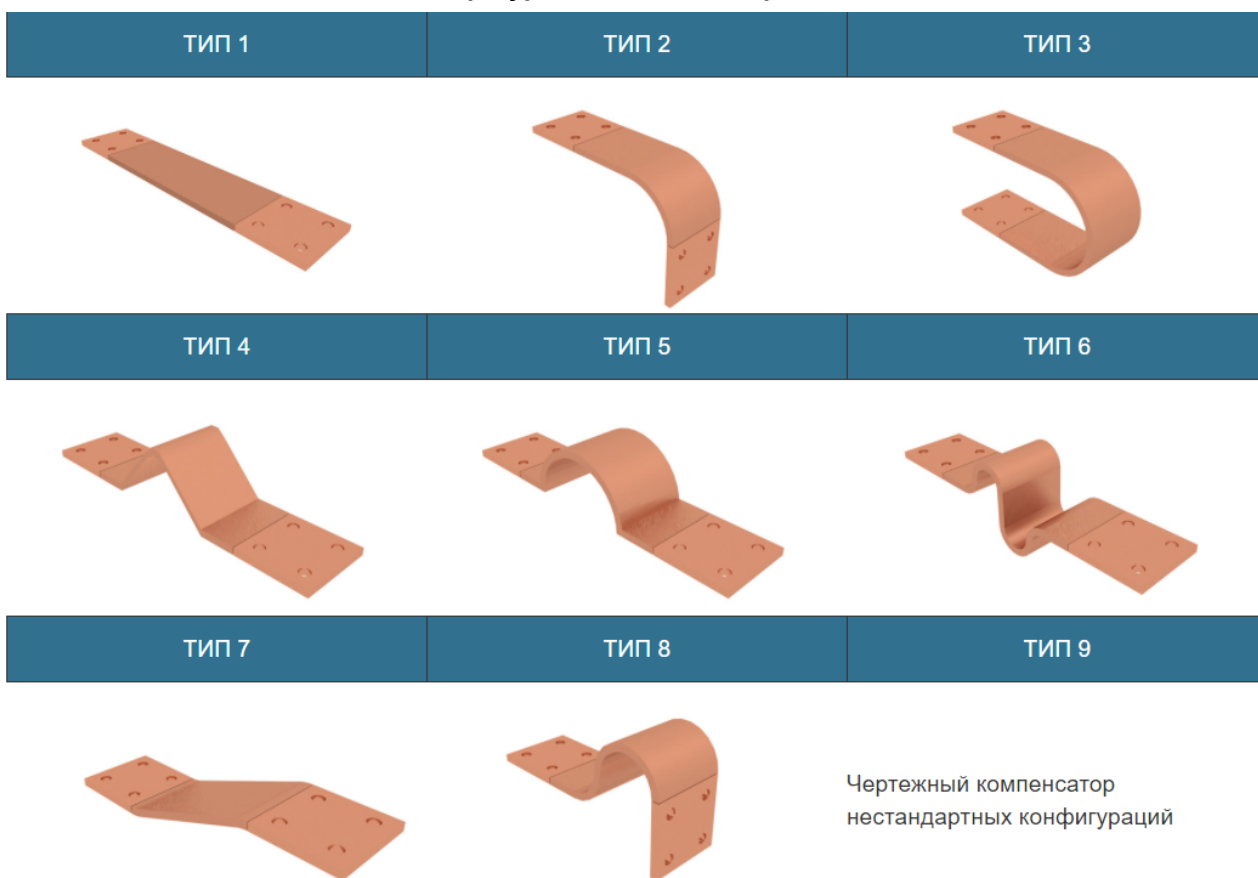 ТИП 1
ТИП 2
ТИП 3
ТИП 4
ТИП 5
ТИП 6
ТИП 7
ТИП 8
ТИП 9
Чертежный компенсатор
нестандартных конфигураций